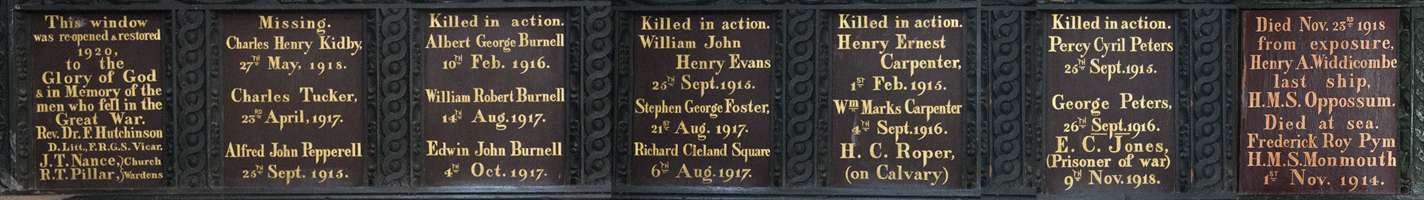 This window
was re-opened & restored
1920,
to the
Glory of God
& in Memory of the
men who fell in the
Great War.
Rev. Dr. F. Hutchinson
D. Litt., F.R.G.S. Vicar.
J. T. Nance, } Church
R. T. Pillar, } Wardens
Missing.
Charles Henry Kidby,
27TH May, 1918.
Charles Tucker,
23RD April, 1917.
Alfred John Pepperell
25TH Sept. 1915.
Killed in action.
Albert George Burnell
10TH Feb. 1916.
William Robert Burnell
14TH Aug. 1917.
Edwin John Burnell
4TH Oct. 1917.
Killed in action.
William John
Henry Evans
25TH Sept. 1915.
Stephen George Foster,
21ST Aug. 1917.
Richard Cleland Square
6TH Aug. 1917.
Killed in action.
Henry Ernest
Carpenter,
1ST Feb. 1915.
Wm Marks Carpenter
4TH Sept. 1916.
H. C. Roper,
(on Calvary)
Killed in action.
Percy Cyril Peters
25TH Sept. 1915.
George Peters,
26TH Sept. 1916.
E. C. Jones,
(Prisoner of war)
9TH Nov. 1918.
Died Nov. 23RD 1918
from exposure,
Henry A. Widdicombe
last ship,
H.M.S. Oppossum.
Died at sea.
Frederick Roy Pym
H.M.S. Monmouth
1ST Nov. 1914.